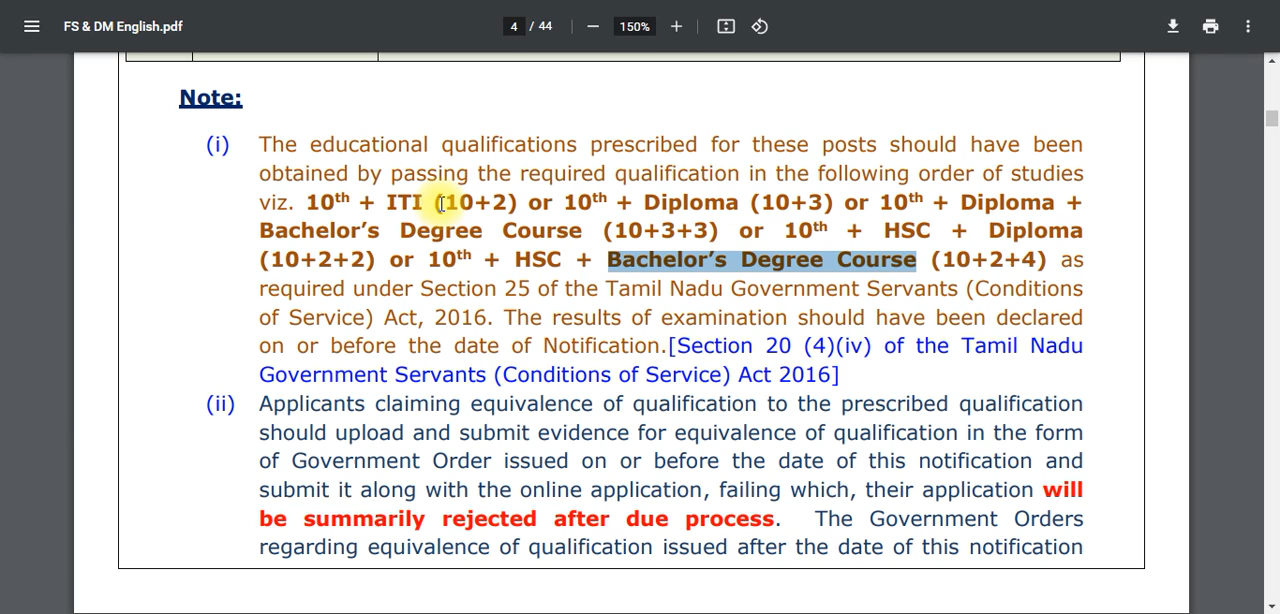 FS & DM English.pdf
4 / 44
150%
Note:
(i) The educational qualifications prescribed for these posts should have been
obtained by passing the required qualification in the following order of studies
viz. 10th + ITI (10+2) or 10th + Diploma (10+3) or 10th + Diploma +
Bachelor's Degree Course (10+3+3) or 10th + HSC + Diploma
(10+2+2) or 10th + HSC + Bachelor's Degree Course (10+2+4) as
required under Section 25 of the Tamil Nadu Government Servants (Conditions
of Service) Act, 2016. The results of examination should have been declared
on or before the date of Notification.[Section 20 (4)(iv) of the Tamil Nadu
Government Servants (Conditions of Service) Act 2016]
(ii) Applicants claiming equivalence of qualification to the prescribed qualification
should upload and submit evidence for equivalence of qualification in the form
of Government Order issued on or before the date of this notification and
submit it along with the online application, failing which, their application will
be summarily rejected after due process. The Government Orders
regarding equivalence of qualification issued after the date of this notification